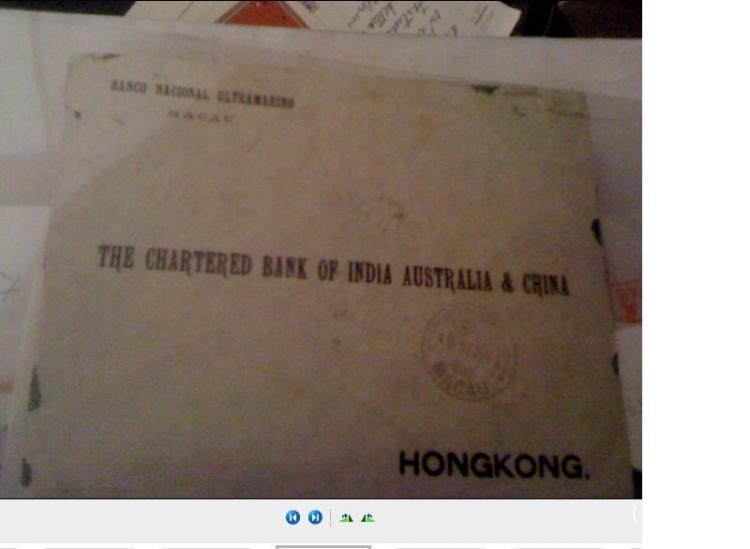 BANCO NACIONAL ULTRAMARINO
MACAU
THE CHARTERED BANK OF INDIA AUSTRALIA & CHINA
MACAU
HONGKONG.